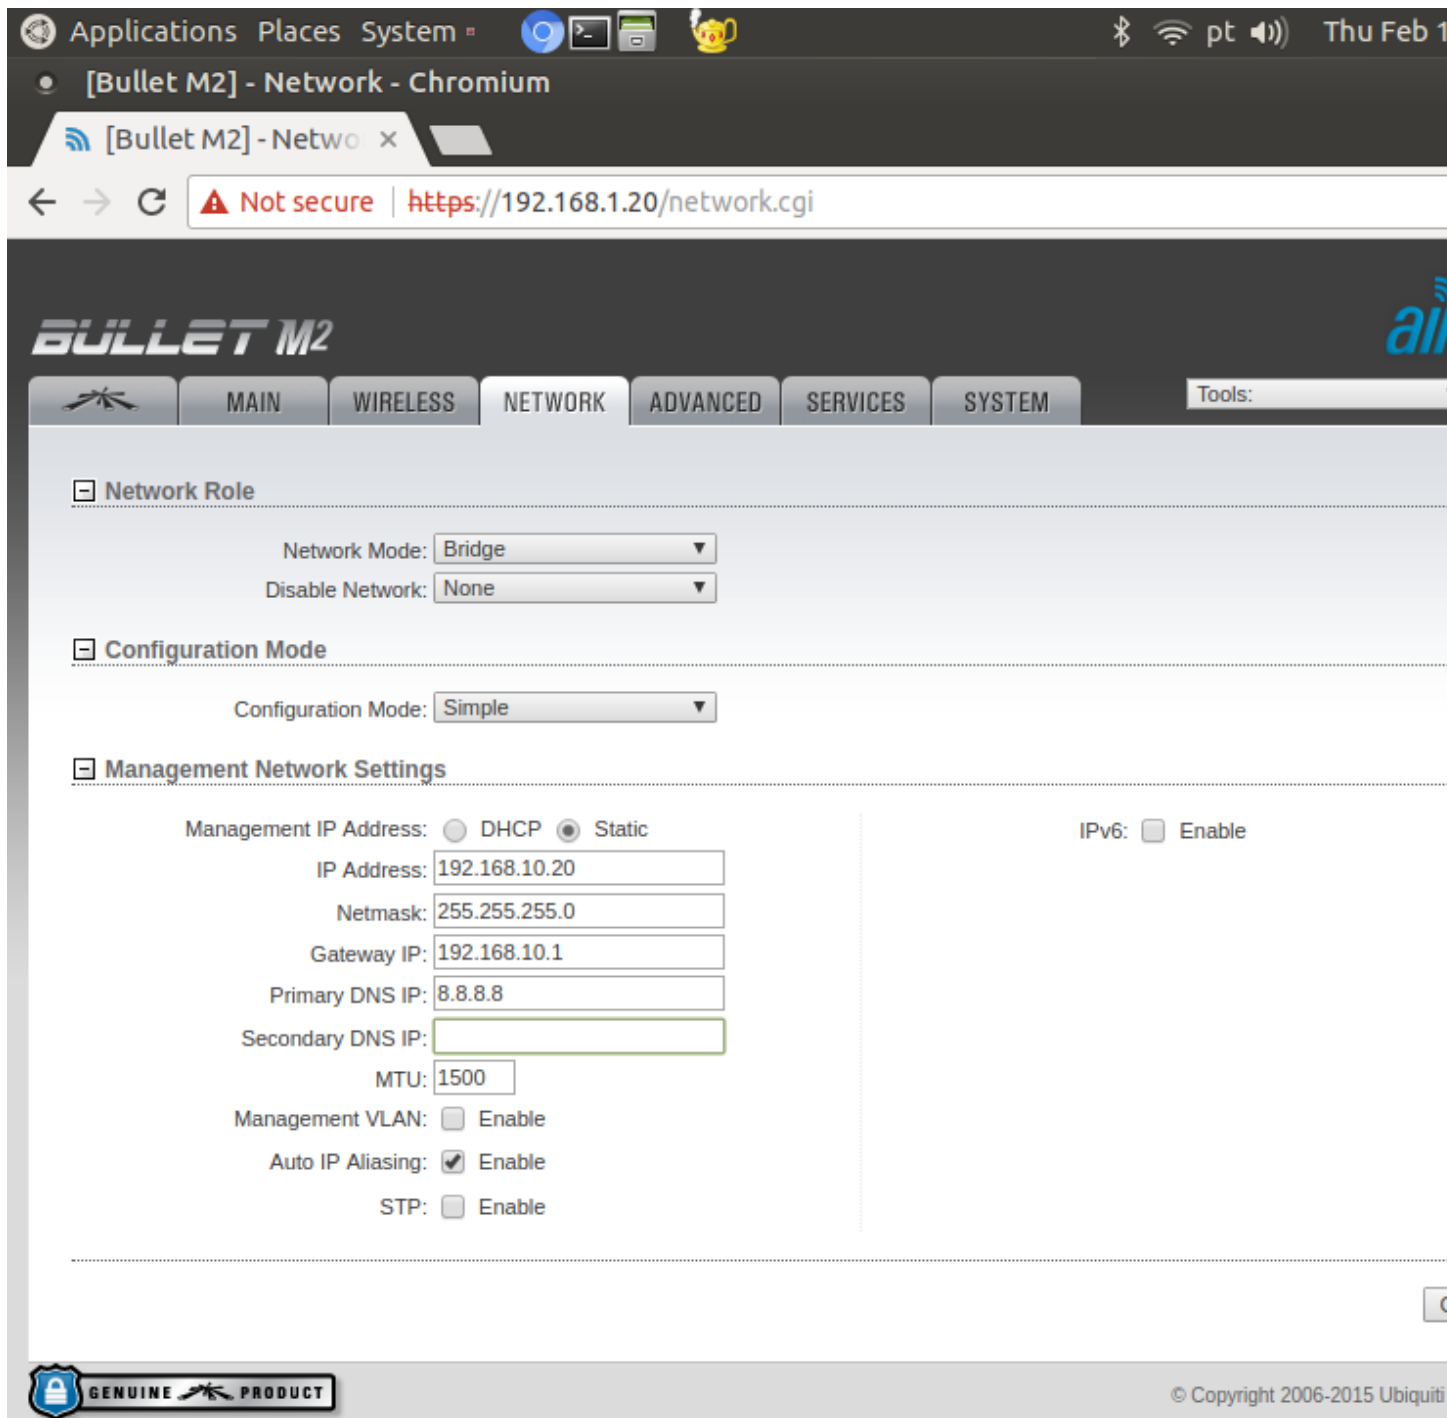 Applications Places System pt Thu Feb 1
[Bullet M2] - Network - Chromium
[Bullet M2] - Netwo
Not secure https://192.168.1.20/network.cgi
BULLET M2
MAIN WIRELESS NETWORK ADVANCED SERVICES SYSTEM Tools:
Network Role
Network Mode: Bridge
Disable Network: None
Configuration Mode
Configuration Mode: Simple
Management Network Settings
Management IP Address: DHCP Static IPv6: Enable
IP Address: 192.168.10.20
Netmask: 255.255.255.0
Gateway IP: 192.168.10.1
Primary DNS IP: 8.8.8.8
Secondary DNS IP:
MTU: 1500
Management VLAN: Enable
Auto IP Aliasing: Enable
STP: Enable
GENUINE PRODUCT © Copyright 2006-2015 Ubiquiti